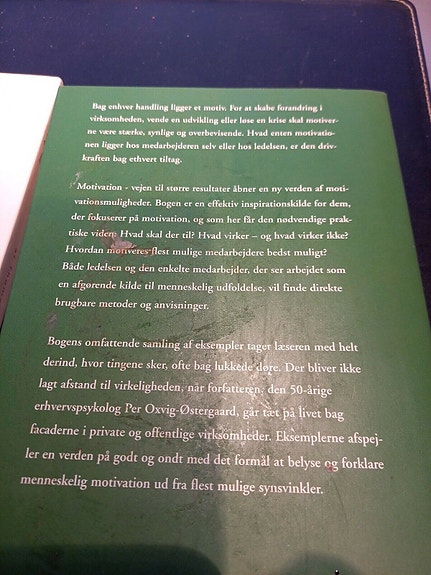 Bag enhver handling ligger et motiv. For at skabe forandring i
virksomheden, vende en udvikling eller løse en krise skal motiver-
ne være stærke, synlige og overbevisende. Hvad enten motivatio-
nen ligger hos medarbejderen selv eller hos ledelsen, er den driv-
kraften bag ethvert tiltag.
Motivation - vejen til større resultater åbner en ny verden af moti-
vationsmuligheder. Bogen er en effektiv inspirationskilde for dem,
der fokuserer på motivation, og som her får den nødvendige prak-
tiske viden: Hvad skal der til? Hvad virker – og hvad virker ikke?
Hvordan motiveres flest mulige medarbejdere bedst muligt?
Både ledelsen og den enkelte medarbejder, der ser arbejdet som
en afgørende kilde til menneskelig udfoldelse, vil finde direkte
brugbare metoder og anvisninger.
Bogens omfattende samling af eksempler tager læseren med helt
derind, hvor tingene sker, ofte bag lukkede døre. Der bliver ikke
lagt afstand til virkeligheden, når forfatteren, den 50-årige
erhvervspsykolog Per Oxvig-Østergaard, går tæt på livet bag
facaderne i private og offentlige virksomheder. Eksemplerne afspej-
ler en verden på godt og ondt med det formål at belyse og forklare
menneskelig motivation ud fra flest mulige synsvinkler.